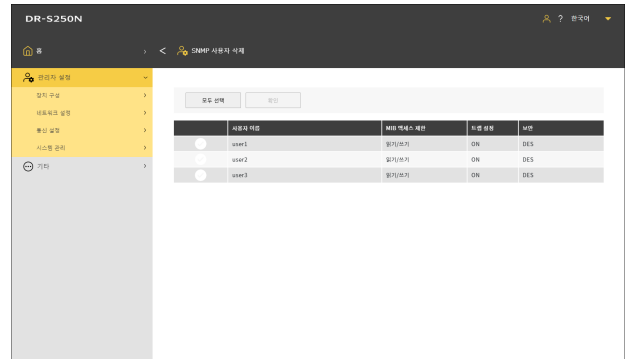 DR-S250N
? 한국어
홈
SNMP 사용자 삭제
관리자 설정
장치 구성
네트워크 설정
통신 설정
시스템 관리
기타
모두 선택 확인
사용자 이름 MIB 액세스 제한 트랩 설정 보안
user1 읽기/쓰기 ON DES
user2 읽기/쓰기 ON DES
user3 읽기/쓰기 ON DES